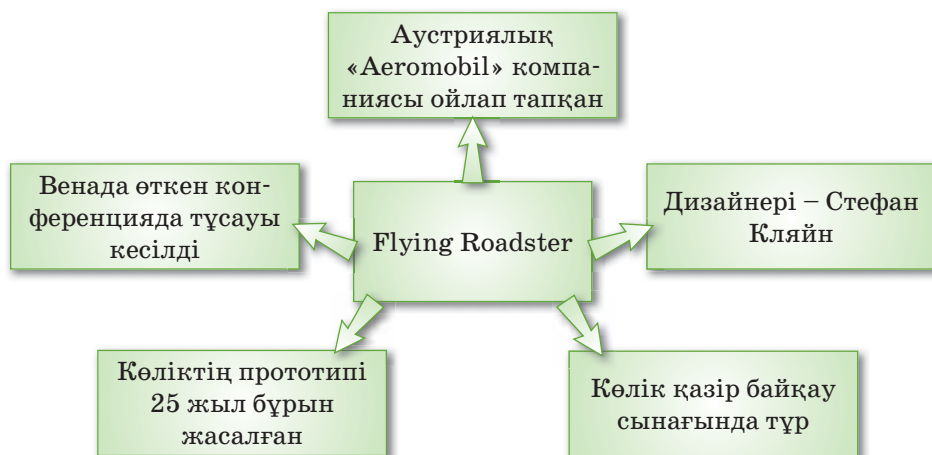 Аустриялық
«Aeromobil» компа-
ниясы ойлап тапқан
Венада өткен кон-
ференцияда тұсауы
кесілді
Flying Roadster
Дизайнері – Стефан
Кляйн
Көліктің прототипі
25 жыл бұрын
жасалған
Көлік қазір байқау
сынағында тұр